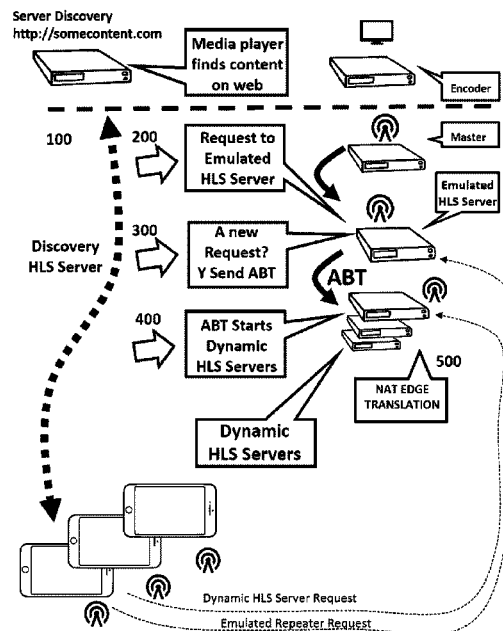 Server Discovery
http://somecontent.com
Media player
finds content
on web
Encoder
100
200
Request to
Emulated
HLS Server
Master
Emulated
HLS Server
Discovery
HLS Server
300
A new
Request?
Y Send ABT
ABT
400
ABT Starts
Dynamic
HLS Servers
500
NAT EDGE
TRANSLATION
Dynamic
HLS Servers
Dynamic HLS Server Request
Emulated Repeater Request